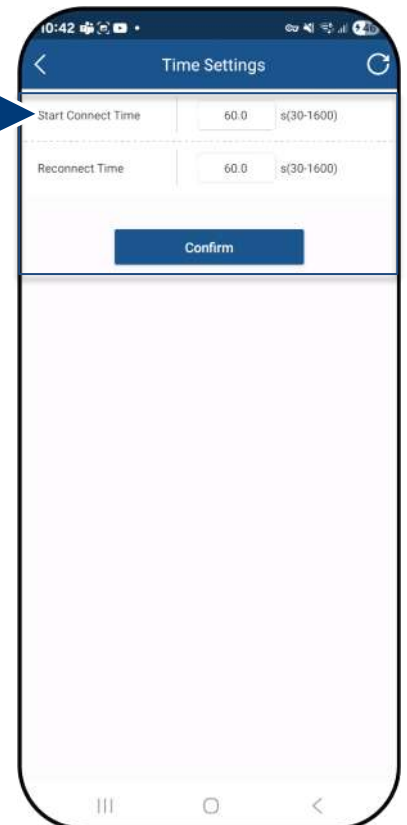 10:42
Time Settings
Start Connect Time 60.0 s(30-1600)
Reconnect Time 60.0 s(30-1600)
Confirm